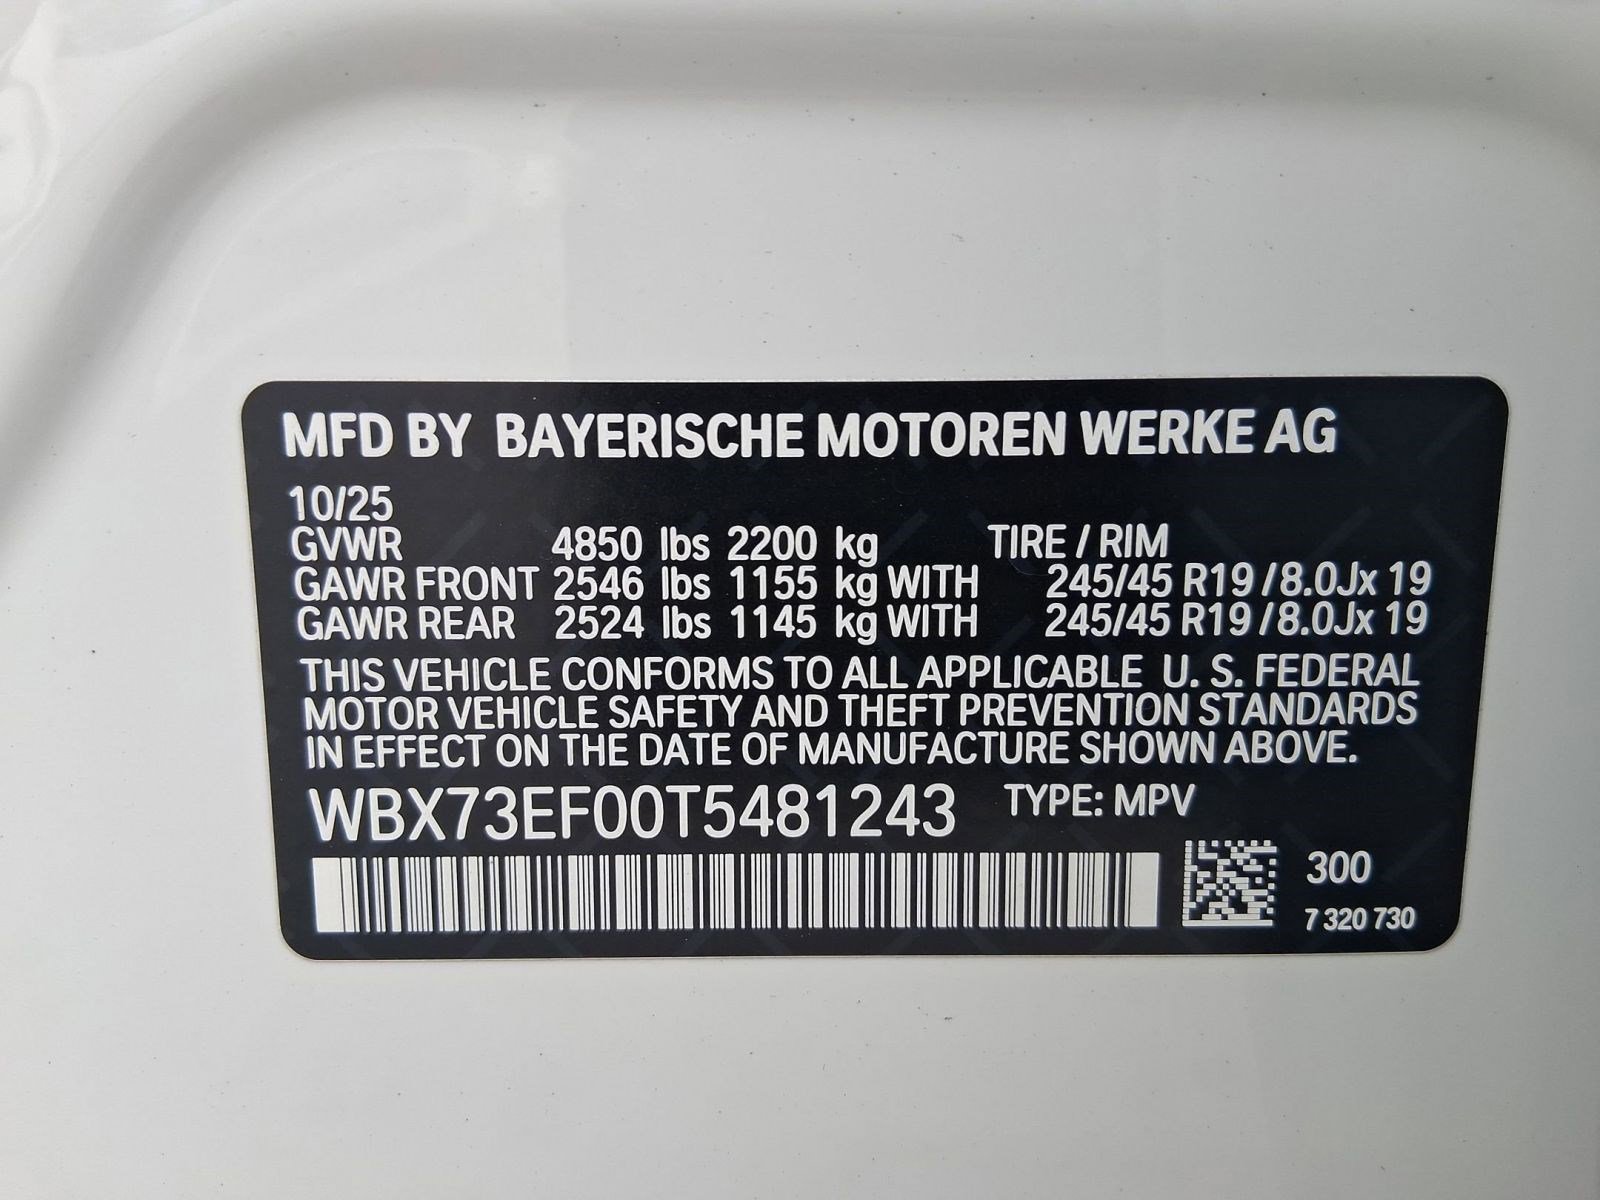 MFD BY BAYERISCHE MOTOREN WERKE AG
10/25
GVWR 4850 lbs 2200 kg TIRE / RIM
GAWR FRONT 2546 lbs 1155 kg WITH 245/45 R19 / 8.0Jx 19
GAWR REAR 2524 lbs 1145 kg WITH 245/45 R19 / 8.0Jx 19
THIS VEHICLE CONFORMS TO ALL APPLICABLE U. S. FEDERAL
MOTOR VEHICLE SAFETY AND THEFT PREVENTION STANDARDS
IN EFFECT ON THE DATE OF MANUFACTURE SHOWN ABOVE.
WBX73EF00T5481243 TYPE: MPV
300
7 320 730